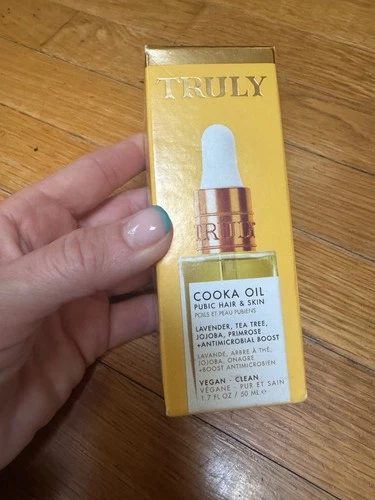 TRULY
TRULY
COOKA OIL
PUBIC HAIR & SKIN
POILS ET PEAU PUBIENS
LAVENDER, TEA TREE,
JOJOBA, PRIMROSE
+ANTIMICROBIAL BOOST
LAVANDE, ARBRE À THÉ,
JOJOBA, ONAGRE
+BOOST ANTIMICROBIEN
VEGAN - CLEAN
VÉGANE - PUR ET SAIN
1.7 FL OZ / 50 ML ℮